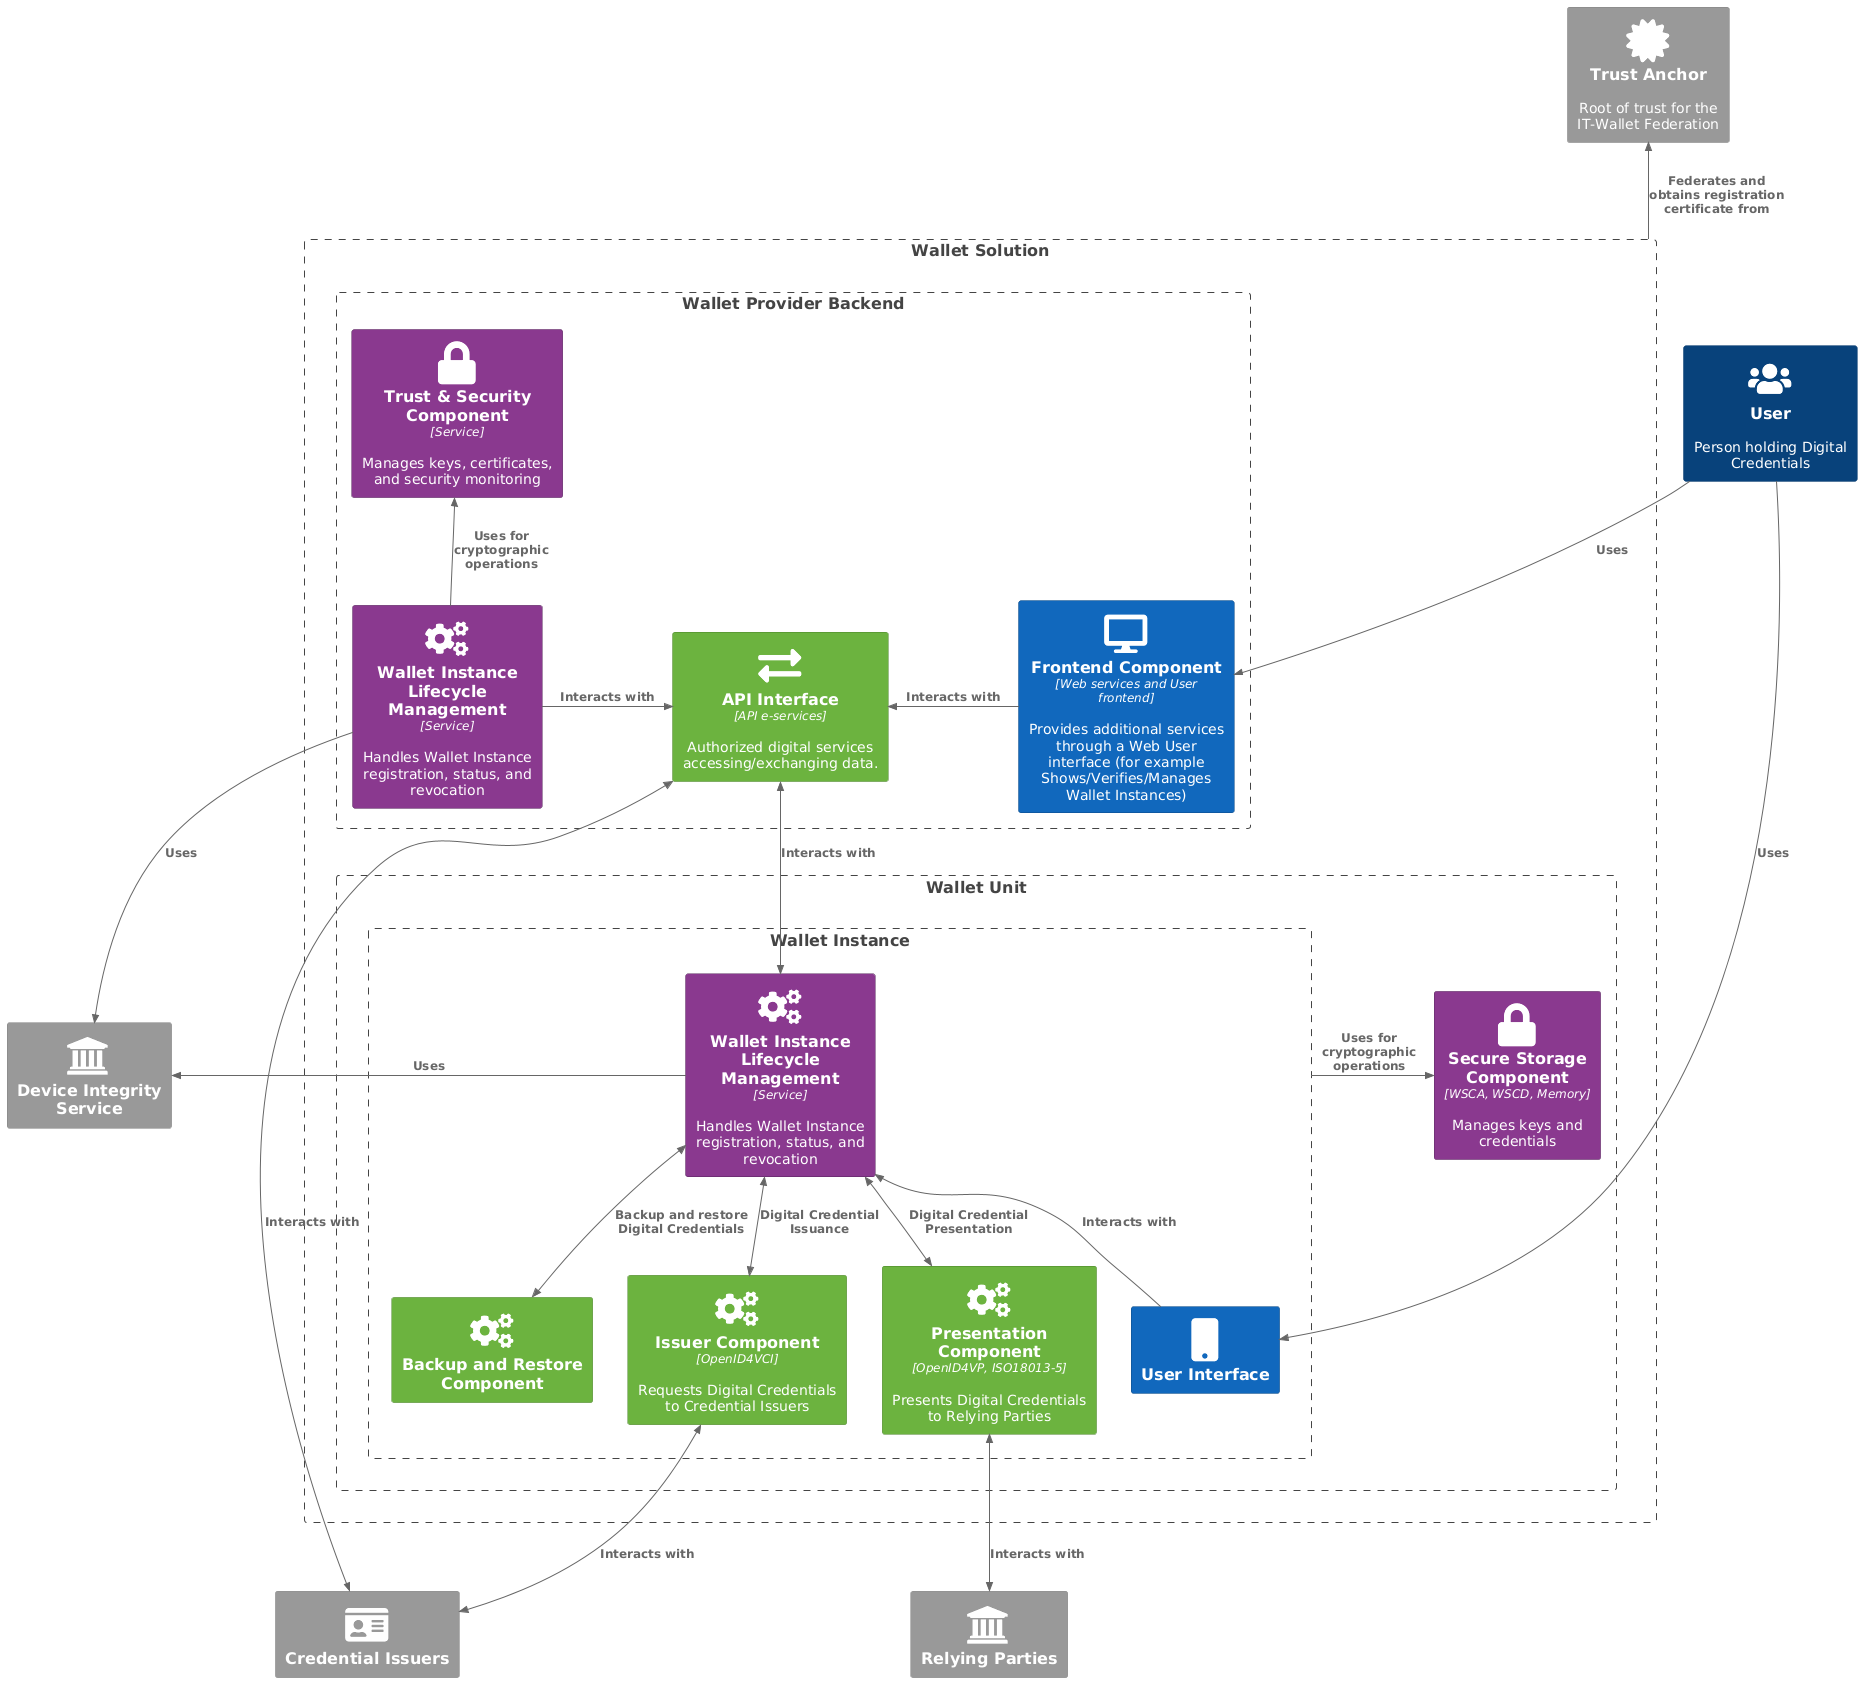 Trust Anchor
Root of trust for the
IT-Wallet Federation
Federates and
obtains registration
certificate from
Wallet Solution
Wallet Provider Backend
Trust & Security
Component
[Service]
Manages keys, certificates,
and security monitoring
User
Person holding Digital
Credentials
Uses for
cryptographic
operations
Uses
Wallet Instance
Lifecycle
Management
[Service]
Handles Wallet Instance
registration, status, and
revocation
Interacts with
API Interface
[API e-services]
Authorized digital services
accessing/exchanging data.
Interacts with
Frontend Component
[Web services and User
frontend]
Provides additional services
through a Web User
interface (for example
Shows/Verifies/Manages
Wallet Instances)
Uses
Interacts with
Uses
Wallet Unit
Wallet Instance
Wallet Instance
Lifecycle
Management
[Service]
Handles Wallet Instance
registration, status, and
revocation
Uses for
cryptographic
operations
Secure Storage
Component
[WSCA, WSCD, Memory]
Manages keys and
credentials
Device Integrity
Service
Uses
Interacts with
Backup and restore
Digital Credentials
Digital Credential
Issuance
Digital Credential
Presentation
Interacts with
Backup and Restore
Component
Issuer Component
[OpenID4VCI]
Requests Digital Credentials
to Credential Issuers
Presentation
Component
[OpenID4VP, ISO18013-5]
Presents Digital Credentials
to Relying Parties
User Interface
Interacts with
Interacts with
Credential Issuers
Relying Parties